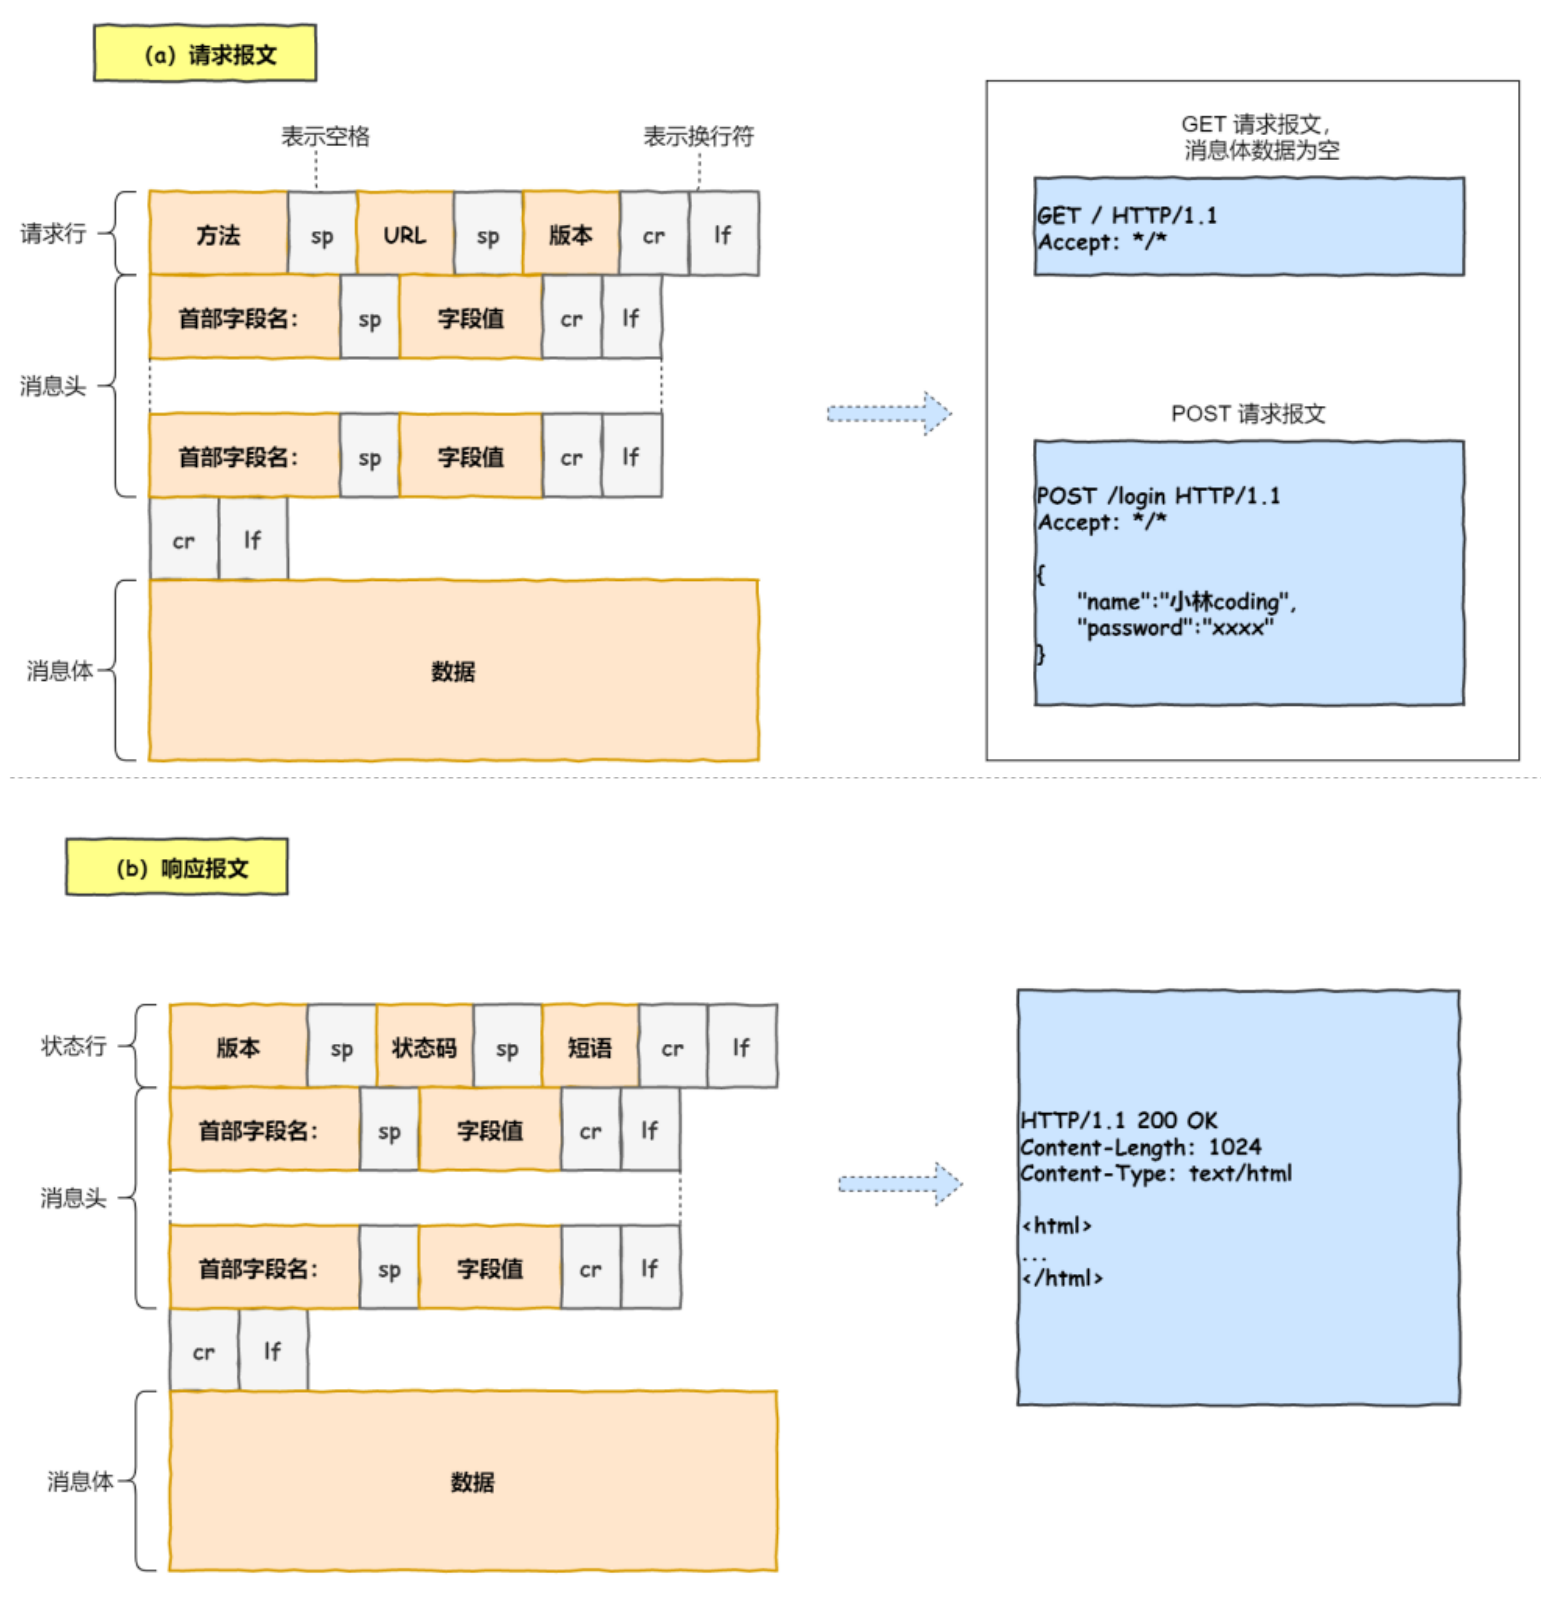 （a）请求报文
表示空格
表示换行符
请求行
方法
sp
URL
sp
版本
cr
lf
消息头
首部字段名：
sp
字段值
cr
lf
首部字段名：
sp
字段值
cr
lf
cr
lf
消息体
数据
GET 请求报文，
消息体数据为空
GET / HTTP/1.1
Accept: */*
POST 请求报文
POST /login HTTP/1.1
Accept: */*
{
"name":"小林coding",
"password":"xxxx"
}
（b）响应报文
状态行
版本
sp
状态码
sp
短语
cr
lf
消息头
首部字段名：
sp
字段值
cr
lf
首部字段名：
sp
字段值
cr
lf
cr
lf
消息体
数据
HTTP/1.1 200 OK
Content-Length: 1024
Content-Type: text/html
<html>
...
</html>